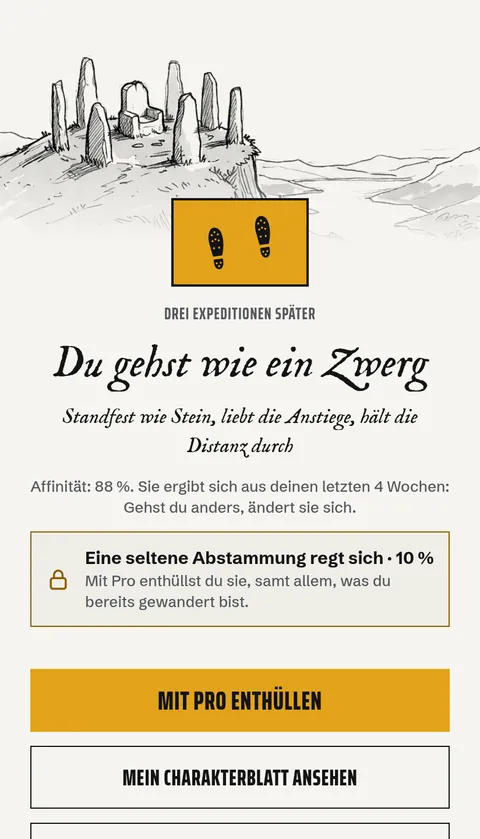 DREI EXPEDITIONEN SPÄTER
Du gehst wie ein Zwerg
Standfest wie Stein, liebt die Anstiege, hält die
Distanz durch
Affinität: 88 %. Sie ergibt sich aus deinen letzten 4 Wochen:
Gehst du anders, ändert sie sich.
Eine seltene Abstammung regt sich · 10 %
Mit Pro enthüllst du sie, samt allem, was du
bereits gewandert bist.
MIT PRO ENTHÜLLEN
MEIN CHARAKTERBLATT ANSEHEN